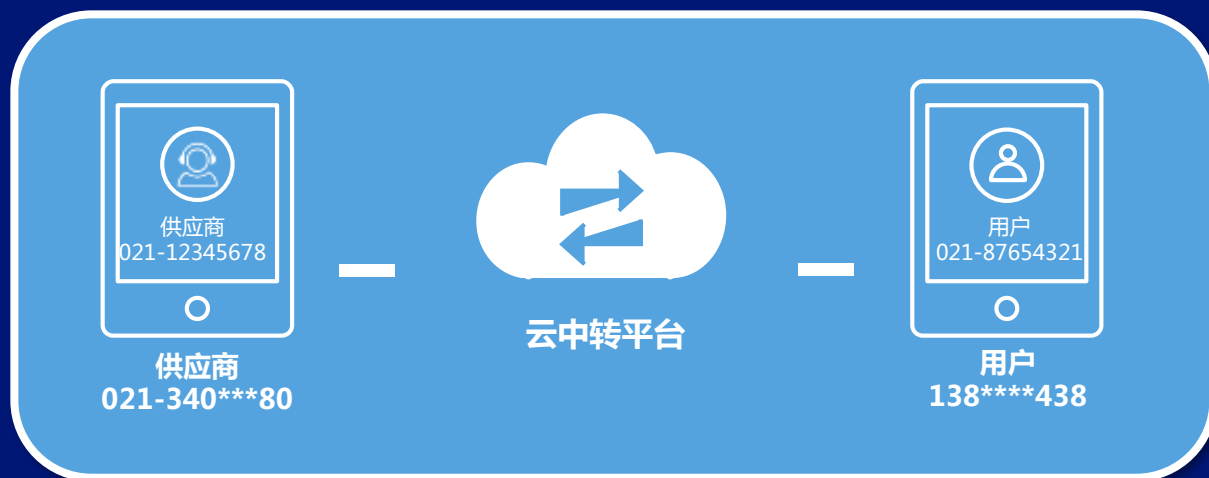 供应商
021-12345678
供应商
021-340***80
云中转平台
用户
021-87654321
用户
138****438